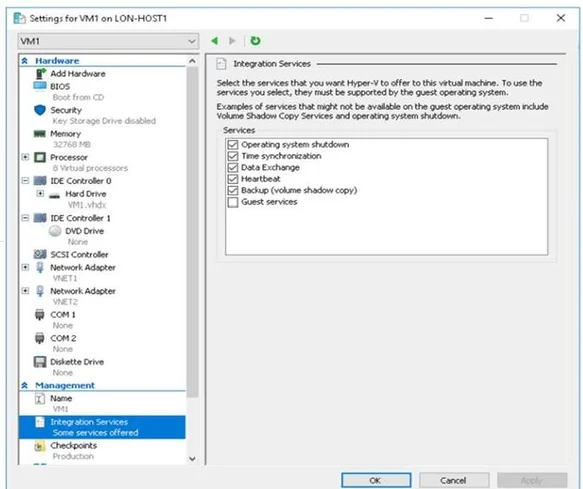 Settings for VM1 on LON-HOST1
VM1
Hardware
Add Hardware
BIOS
Boot from CD
Security
Key Storage Drive disabled
Memory
32768 MB
Processor
8 Virtual processors
IDE Controller 0
Hard Drive
VM1.vhdx
IDE Controller 1
DVD Drive
None
SCSI Controller
Network Adapter
VNET1
Network Adapter
VNET2
COM 1
None
COM 2
None
Diskette Drive
None
Management
Name
VM1
Integration Services
Some services offered
Checkpoints
Production
Integration Services
Select the services that you want Hyper-V to offer to this virtual machine. To use the
services you select, they must be supported by the guest operating system.
Examples of services that might not be available on the guest operating system include
Volume Shadow Copy Services and operating system shutdown.
Services
Operating system shutdown
Time synchronization
Data Exchange
Heartbeat
Backup (volume shadow copy)
Guest services
OK
Cancel
Apply